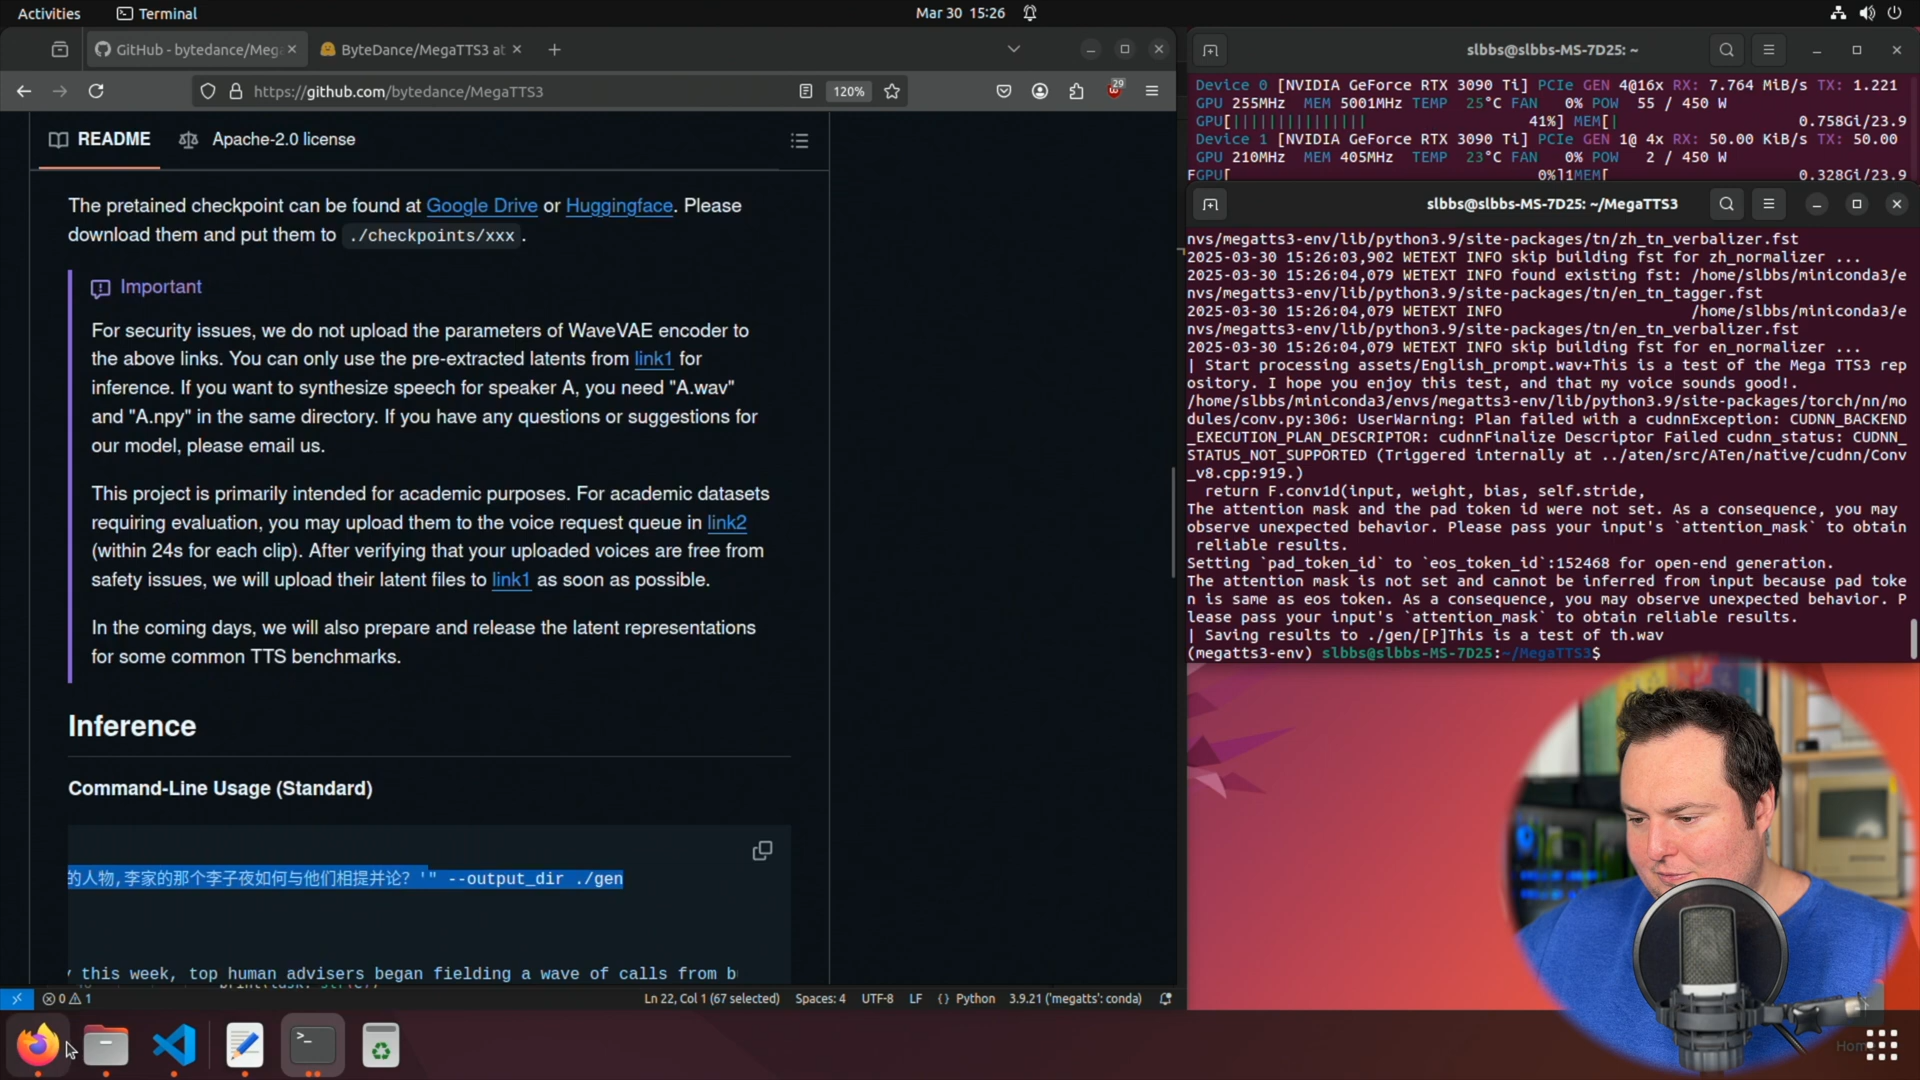 Activities
Terminal
Mar 30 15:26
GitHub - bytedance/Meg
ByteDance/MegaTTS3 at
https://github.com/bytedance/MegaTTS3
120%
29
README
Apache-2.0 license
The pretained checkpoint can be found at Google Drive or Huggingface. Please
download them and put them to ./checkpoints/xxx.
Important
For security issues, we do not upload the parameters of WaveVAE encoder to
the above links. You can only use the pre-extracted latents from link1 for
inference. If you want to synthesize speech for speaker A, you need "A.wav"
and "A.npy" in the same directory. If you have any questions or suggestions for
our model, please email us.
This project is primarily intended for academic purposes. For academic datasets
requiring evaluation, you may upload them to the voice request queue in link2
(within 24s for each clip). After verifying that your uploaded voices are free from
safety issues, we will upload their latent files to link1 as soon as possible.
In the coming days, we will also prepare and release the latent representations
for some common TTS benchmarks.
Inference
Command-Line Usage (Standard)
的人物,李家的那个李子夜如何与他们相提并论？'" --output_dir ./gen
this week, top human advisers began fielding a wave of calls from b
0 1
Ln 22, Col 1 (67 selected)
Spaces: 4
UTF-8
LF
{} Python
3.9.21 ('megatts': conda)
slbbs@slbbs-MS-7D25: ~
Device 0 [NVIDIA GeForce RTX 3090 Ti] PCIe GEN 4@16x RX: 7.764 MiB/s TX: 1.221
GPU 255MHz MEM 5001MHz TEMP 25°C FAN 0% POW 55 / 450 W
GPU[||||||||||||||| 41%] MEM[| 0.758Gi/23.9
Device 1 [NVIDIA GeForce RTX 3090 Ti] PCIe GEN 1@ 4x RX: 50.00 KiB/s TX: 50.00
GPU 210MHz MEM 405MHz TEMP 23°C FAN 0% POW 2 / 450 W
FGPU[ 0%]1MEM[ 0.328Gi/23.9
slbbs@slbbs-MS-7D25: ~/MegaTTS3
nvs/megatts3-env/lib/python3.9/site-packages/tn/zh_tn_verbalizer.fst
2025-03-30 15:26:03,902 WETEXT INFO skip building fst for zh_normalizer ...
2025-03-30 15:26:04,079 WETEXT INFO found existing fst: /home/slbbs/miniconda3/e
nvs/megatts3-env/lib/python3.9/site-packages/tn/en_tn_tagger.fst
2025-03-30 15:26:04,079 WETEXT INFO /home/slbbs/miniconda3/e
nvs/megatts3-env/lib/python3.9/site-packages/tn/en_tn_verbalizer.fst
2025-03-30 15:26:04,079 WETEXT INFO skip building fst for en_normalizer ...
| Start processing assets/English_prompt.wav+This is a test of the Mega TTS3 rep
ository. I hope you enjoy this test, and that my voice sounds good!.
/home/slbbs/miniconda3/envs/megatts3-env/lib/python3.9/site-packages/torch/nn/mo
dules/conv.py:306: UserWarning: Plan failed with a cudnnException: CUDNN_BACKEND
_EXECUTION_PLAN_DESCRIPTOR: cudnnFinalize Descriptor Failed cudnn_status: CUDNN_
STATUS_NOT_SUPPORTED (Triggered internally at ../aten/src/ATen/native/cudnn/Conv
_v8.cpp:919.)
return F.conv1d(input, weight, bias, self.stride,
The attention mask and the pad token id were not set. As a consequence, you may
observe unexpected behavior. Please pass your input's `attention_mask` to obtain
reliable results.
Setting `pad_token_id` to `eos_token_id`:152468 for open-end generation.
The attention mask is not set and cannot be inferred from input because pad toke
n is same as eos token. As a consequence, you may observe unexpected behavior. P
lease pass your input's `attention_mask` to obtain reliable results.
| Saving results to ./gen/[P]This is a test of th.wav
(megatts3-env) slbbs@slbbs-MS-7D25:~/MegaTTS3$